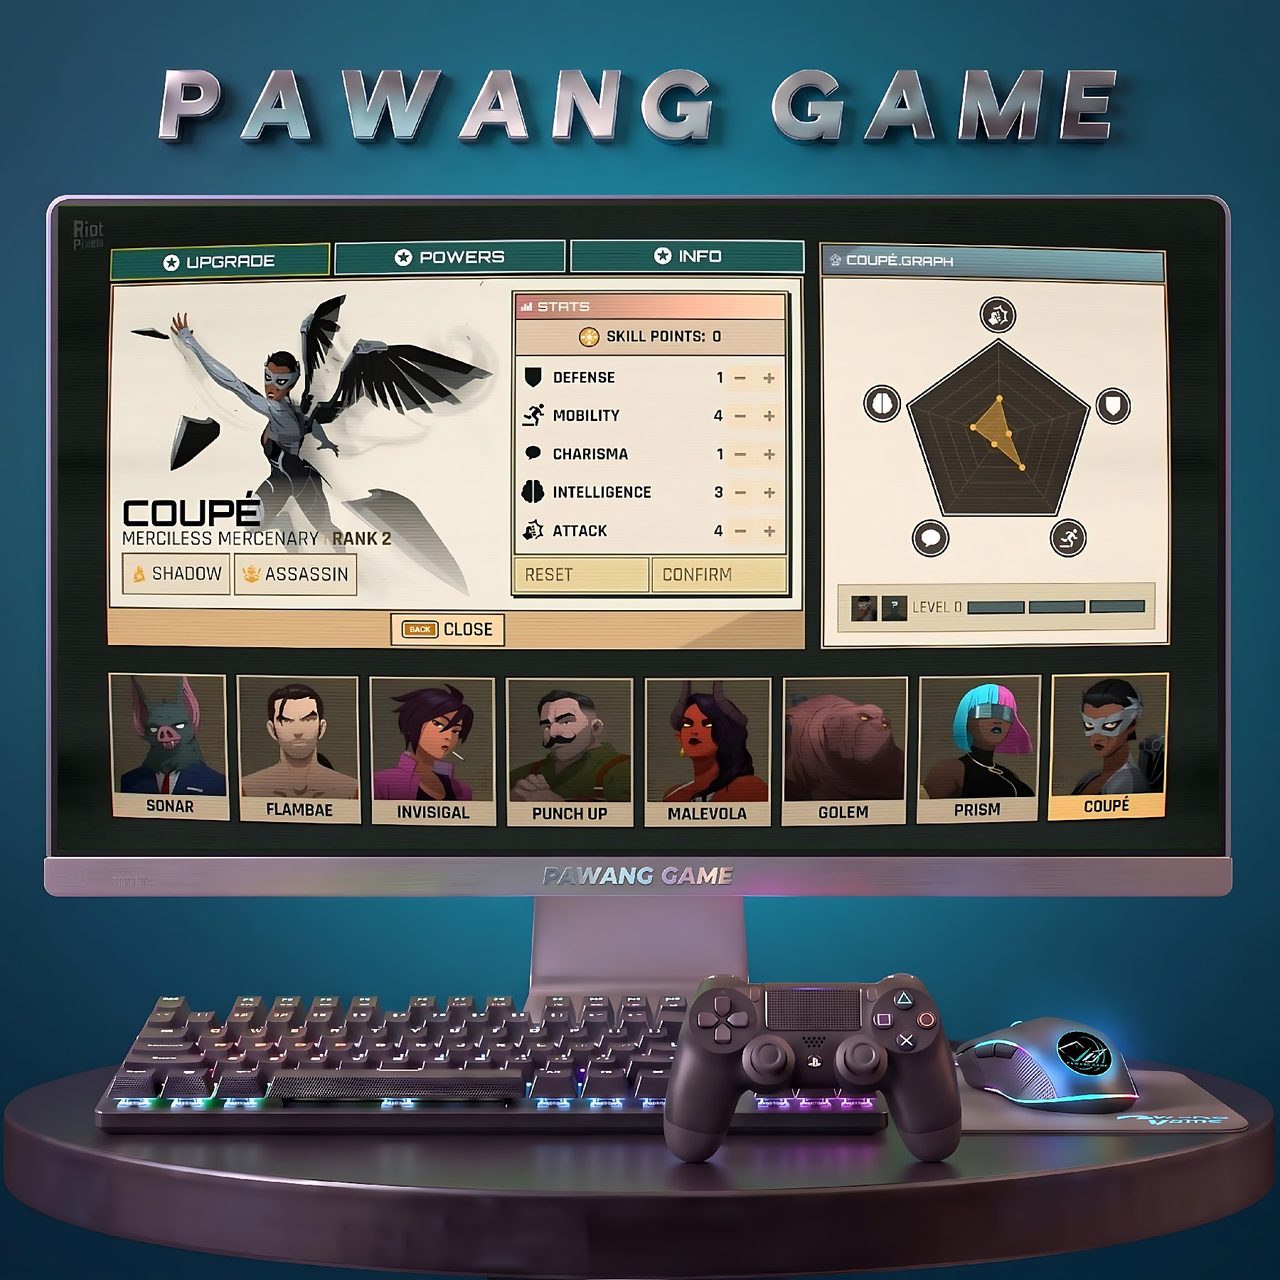 PAWANG GAME
Riot
Pixels
UPGRADE
POWERS
INFO
COUPÉ.GRAPH
STATS
SKILL POINTS: 0
DEFENSE 1 − +
MOBILITY 4 − +
CHARISMA 1 − +
INTELLIGENCE 3 − +
ATTACK 4 − +
RESET
CONFIRM
COUPÉ
MERCILESS MERCENARY RANK 2
SHADOW
ASSASSIN
BACK CLOSE
?
LEVEL 0
SONAR
FLAMBAE
INVISIGAL
PUNCH UP
MALEVOLA
GOLEM
PRISM
COUPÉ
PAWANG GAME